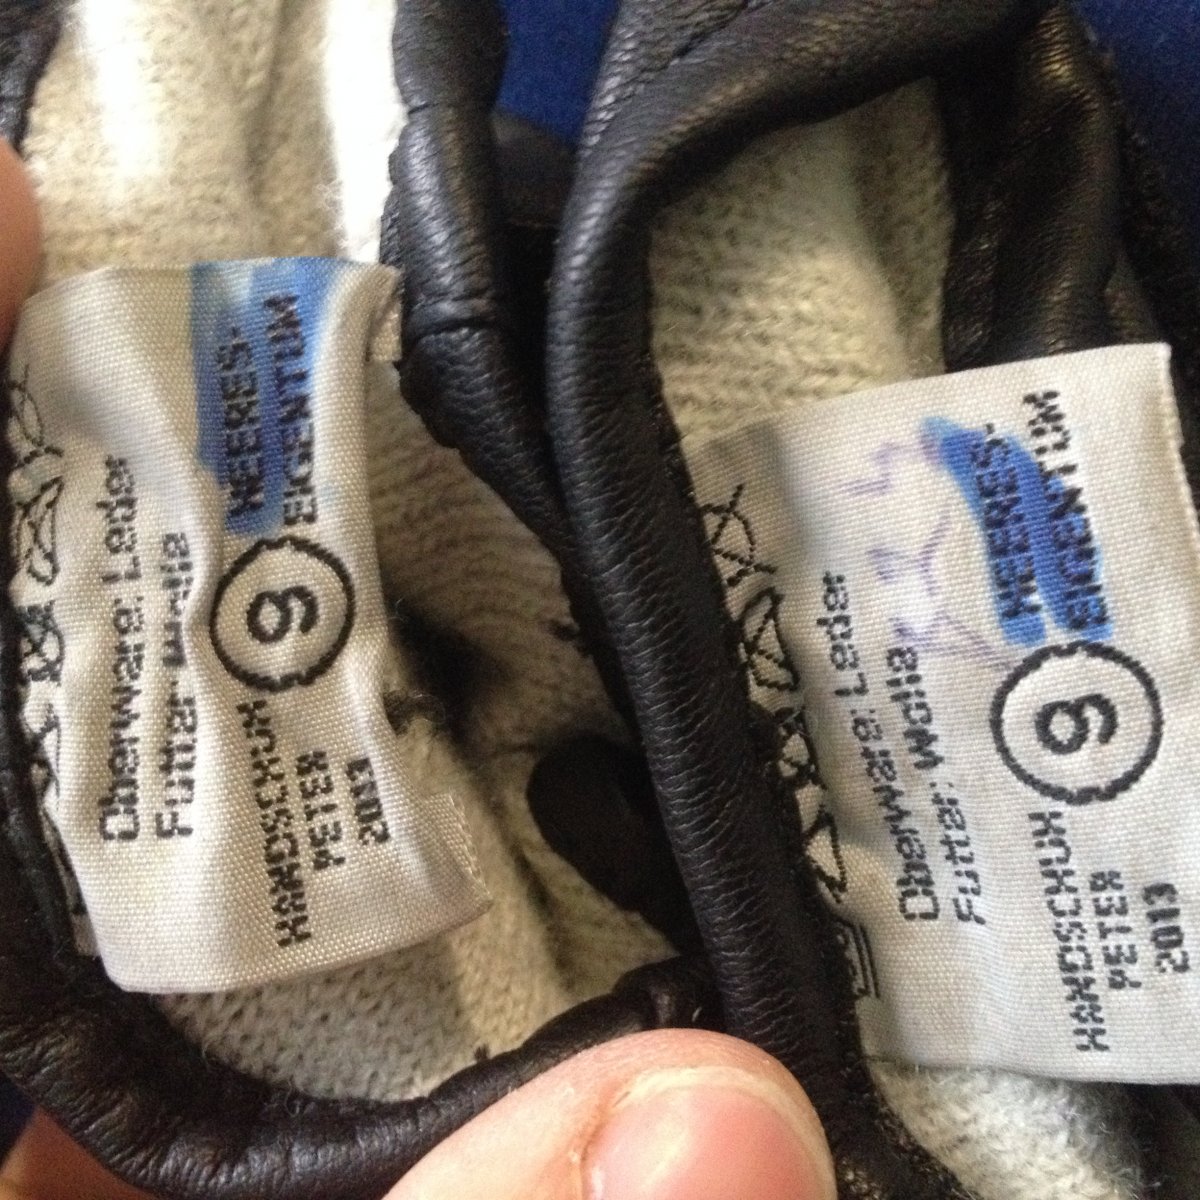 Oberware: Leder
Futter: Wolle
HANDSCHUH
PETER
2013
9
HEERES-
EIGENTUM
Oberware: Leder
Futter: Wolle
HANDSCHUH
PETER
2013
9
HEERES-
EIGENTUM